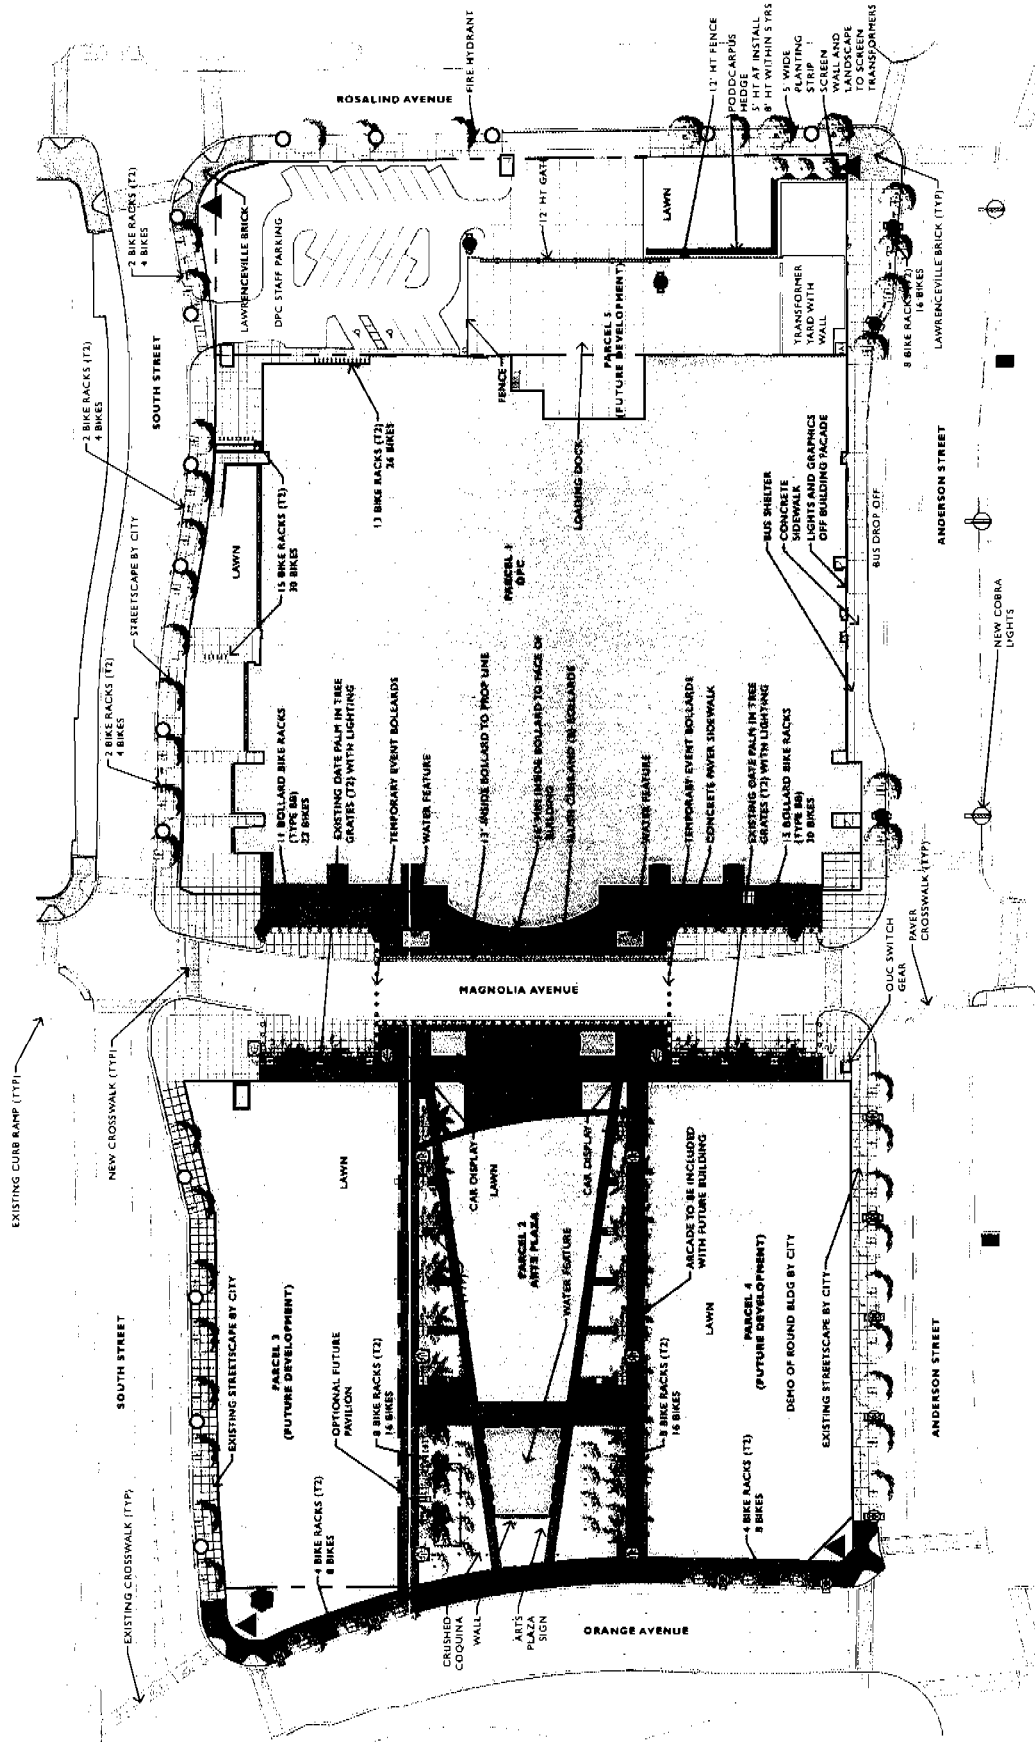 EXISTING CURB RAMP (TYP)
EXISTING CROSSWALK (TYP)
NEW CROSSWALK (TYP)
SOUTH STREET
EXISTING STREETSCAPE BY CITY
PARCEL 3
(FUTURE DEVELOPMENT)
OPTIONAL FUTURE
PAVILION
8 BIKE RACKS (T2)
16 BIKES
4 BIKE RACKS (T2)
8 BIKES
LAWN
CRUSHED
COQUINA
WALL
ARTS
PLAZA
SIGN
ORANGE AVENUE
CAR DISPLAY
LAWN
PARCEL 2
ARTS PLAZA
WATER FEATURE
CAR DISPLAY
ARCADE TO BE INCLUDED
WITH FUTURE BUILDING
LAWN
8 BIKE RACKS (T2)
16 BIKES
PARCEL 4
(FUTURE DEVELOPMENT)
DEMO OF ROUND BLDG BY CITY
4 BIKE RACKS (T2)
8 BIKES
EXISTING STREETSCAPE BY CITY
ANDERSON STREET
MAGNOLIA AVENUE
OUC SWITCH
GEAR
PAVER
CROSSWALK (TYP)
2 BIKE RACKS (T2)
4 BIKES
STREETSCAPE BY CITY
2 BIKE RACKS (T2)
4 BIKES
SOUTH STREET
2 BIKE RACKS (T2)
4 BIKES
LAWN
15 BIKE RACKS (T2)
30 BIKES
11 BOLLARD BIKE RACKS
(TYPE BB)
22 BIKES
EXISTING DATE PALM IN TREE
GRATES (T2) WITH LIGHTING
TEMPORARY EVENT BOLLARDS
WATER FEATURE
12' INSIDE BOLLARD TO PROP LINE
INSIDE BOLLARD TO FACE OF
BUILDING
WATER FEATURE
TEMPORARY EVENT BOLLARDS
CONCRETE PAVER SIDEWALK
EXISTING DATE PALM IN TREE
GRATES (T2) WITH LIGHTING
15 BOLLARD BIKE RACKS
(TYPE BB)
30 BIKES
PARCEL 1
DPC
13 BIKE RACKS (T2)
26 BIKES
LOADING DOCK
FENCE
PARCEL 5
(FUTURE DEVELOPMENT)
BUS SHELTER
CONCRETE
SIDEWALK
LIGHTS AND GRAPHICS
OFF BUILDING FACADE
BUS DROP OFF
ANDERSON STREET
NEW COBRA
LIGHTS
LAWRENCEVILLE BRICK
DPC STAFF PARKING
12' HT GATE
LAWN
TRANSFORMER
YARD WITH
WALL
8 BIKE RACKS (T2)
16 BIKES
LAWRENCEVILLE BRICK (TYP)
ROSALIND AVENUE
FIRE HYDRANT
12' HT FENCE
PODOCARPUS
HEDGE
5' HT AT INSTALL
8' HT WITHIN 5 YRS
5' WIDE
PLANTING
STRIP
SCREEN
WALL AND
LANDSCAPE
TO SCREEN
TRANSFORMERS